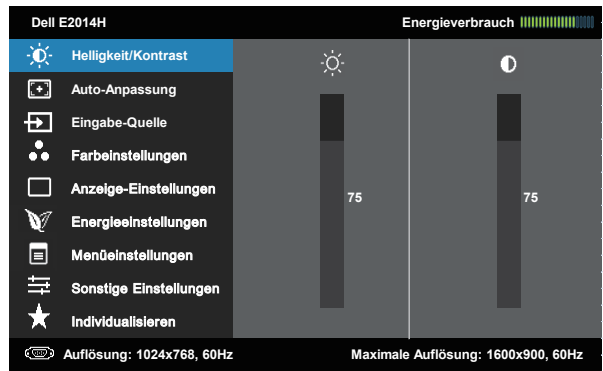 Dell E2014H
Energieverbrauch
Helligkeit/Kontrast
Auto-Anpassung
Eingabe-Quelle
Farbeinstellungen
Anzeige-Einstellungen
75
75
Energieeinstellungen
Menüeinstellungen
Sonstige Einstellungen
Individualisieren
Auflösung: 1024x768, 60Hz
Maximale Auflösung: 1600x900, 60Hz